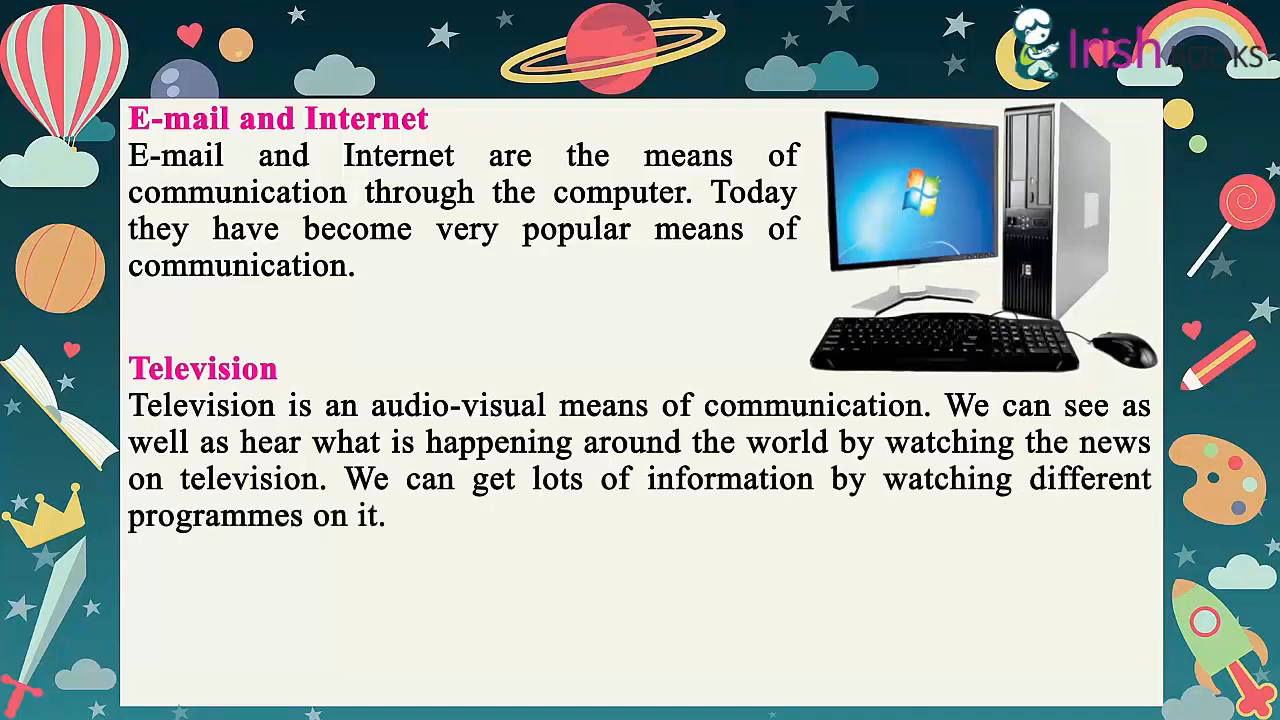 Irish BOOKS
E-mail and Internet
E-mail and Internet are the means of
communication through the computer. Today
they have become very popular means of
communication.
Television
Television is an audio-visual means of communication. We can see as
well as hear what is happening around the world by watching the news
on television. We can get lots of information by watching different
programmes on it.